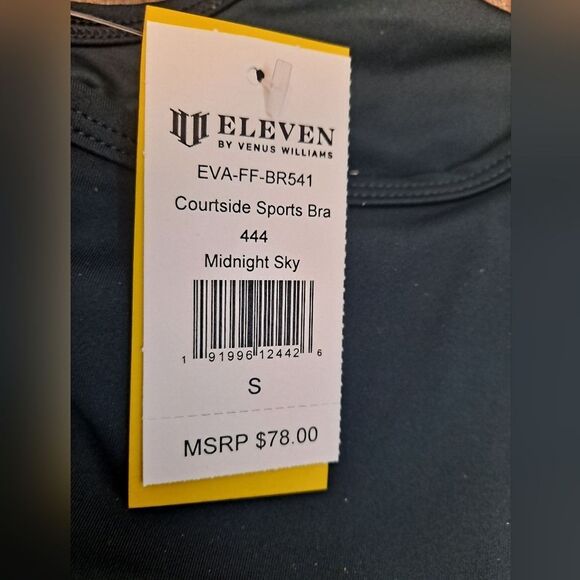 ELEVEN
BY VENUS WILLIAMS
EVA-FF-BR541
Courtside Sports Bra
444
Midnight Sky
1 91996 12442 6
S
MSRP $78.00